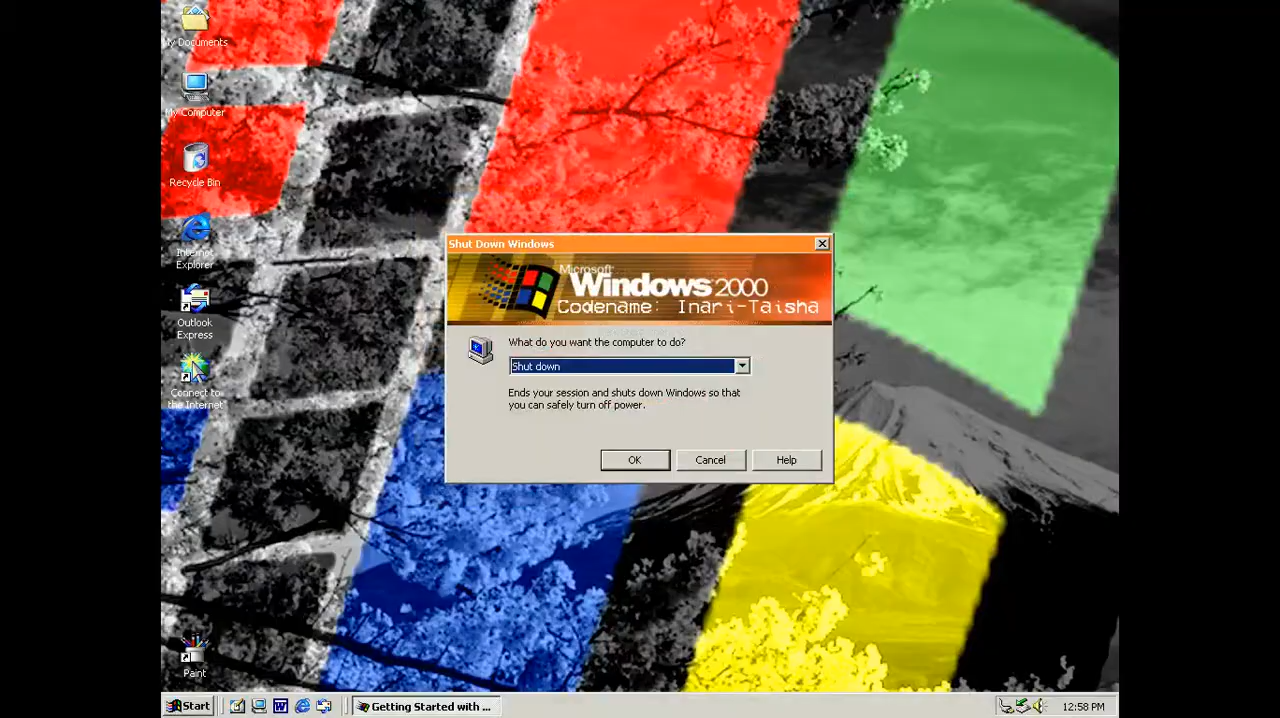 My Documents
My Computer
Recycle Bin
Internet
Explorer
Outlook
Express
Connect to
the Internet
Paint
Shut Down Windows
Microsoft
Windows 2000
Codename: Inari-Taisha
What do you want the computer to do?
Shut down
Ends your session and shuts down Windows so that
you can safely turn off power.
OK Cancel Help
Start
Getting Started with ...
12:58 PM